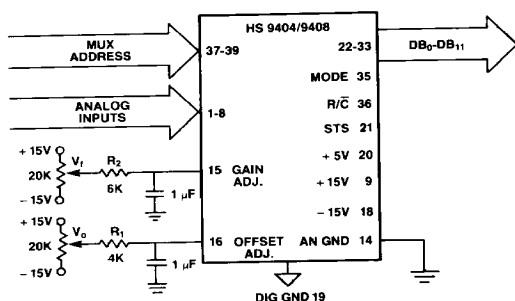 HS 9404/9408
MUX
ADDRESS
37-39
22-33
DB₀-DB₁₁
MODE 35
ANALOG
INPUTS
1-8
R/C̅ 36
STS 21
+ 5V 20
+ 15V 9
- 15V 18
AN GND 14
+ 15V
20K
- 15V
Vf
R₂
6K
1 µF
15 GAIN
ADJ.
+ 15V
20K
- 15V
Vo
R₁
4K
1 µF
16 OFFSET
ADJ.
DIG GND 19